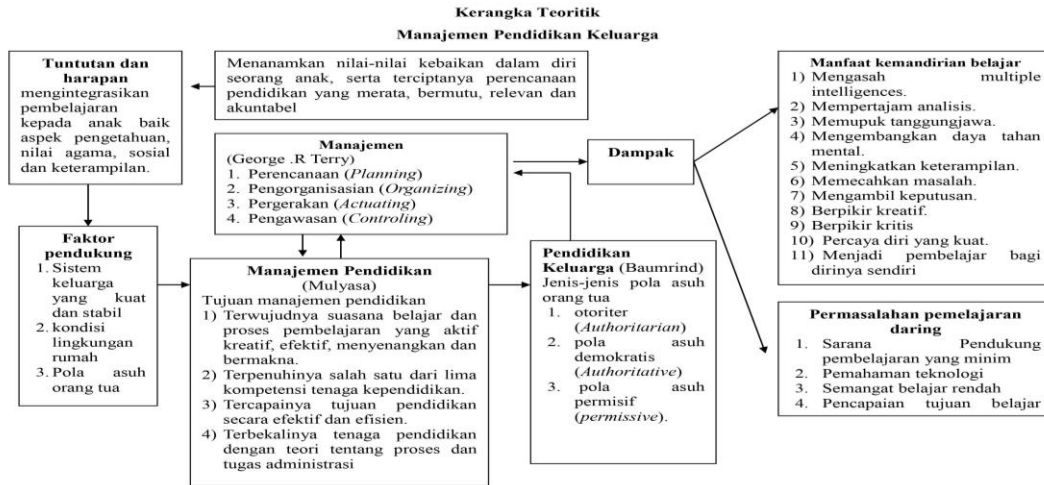 Kerangka Teoritik
Manajemen Pendidikan Keluarga
Tuntutan dan
harapan
mengintegrasikan
pembelajaran
kepada anak baik
aspek pengetahuan,
nilai agama, sosial
dan keterampilan.
Menanamkan nilai-nilai kebaikan dalam diri
seorang anak, serta terciptanya perencanaan
pendidikan yang merata, bermutu, relevan dan
akuntabel
Manajemen
(George .R Terry)
1. Perencanaan (Planning)
2. Pengorganisasian (Organizing)
3. Pergerakan (Actuating)
4. Pengawasan (Controling)
Dampak
Manfaat kemandirian belajar
1) Mengasah multiple
intelligences.
2) Mempertajam analisis.
3) Memupuk tanggungjawa.
4) Mengembangkan daya tahan
mental.
5) Meningkatkan keterampilan.
6) Memecahkan masalah.
7) Mengambil keputusan.
8) Berpikir kreatif.
9) Berpikir kritis
10) Percaya diri yang kuat.
11) Menjadi pembelajar bagi
dirinya sendiri
Faktor
pendukung
1. Sistem
keluarga
yang kuat
dan stabil
2. kondisi
lingkungan
rumah
3. Pola asuh
orang tua
Manajemen Pendidikan
(Mulyasa)
Tujuan manajemen pendidikan
1) Terwujudnya suasana belajar dan
proses pembelajaran yang aktif
kreatif, efektif, menyenangkan dan
bermakna.
2) Terpenuhinya salah satu dari lima
kompetensi tenaga kependidikan.
3) Tercapainya tujuan pendidikan
secara efektif dan efisien.
4) Terbekalinya tenaga pendidikan
dengan teori tentang proses dan
tugas administrasi
Pendidikan
Keluarga (Baumrind)
Jenis-jenis pola asuh
orang tua
1. otoriter
(Authoritarian)
2. pola asuh
demokratis
(Authoritative)
3. pola asuh
permisif
(permissive).
Permasalahan pemelajaran
daring
1. Sarana Pendukung
pembelajaran yang minim
2. Pemahaman teknologi
3. Semangat belajar rendah
4. Pencapaian tujuan belajar